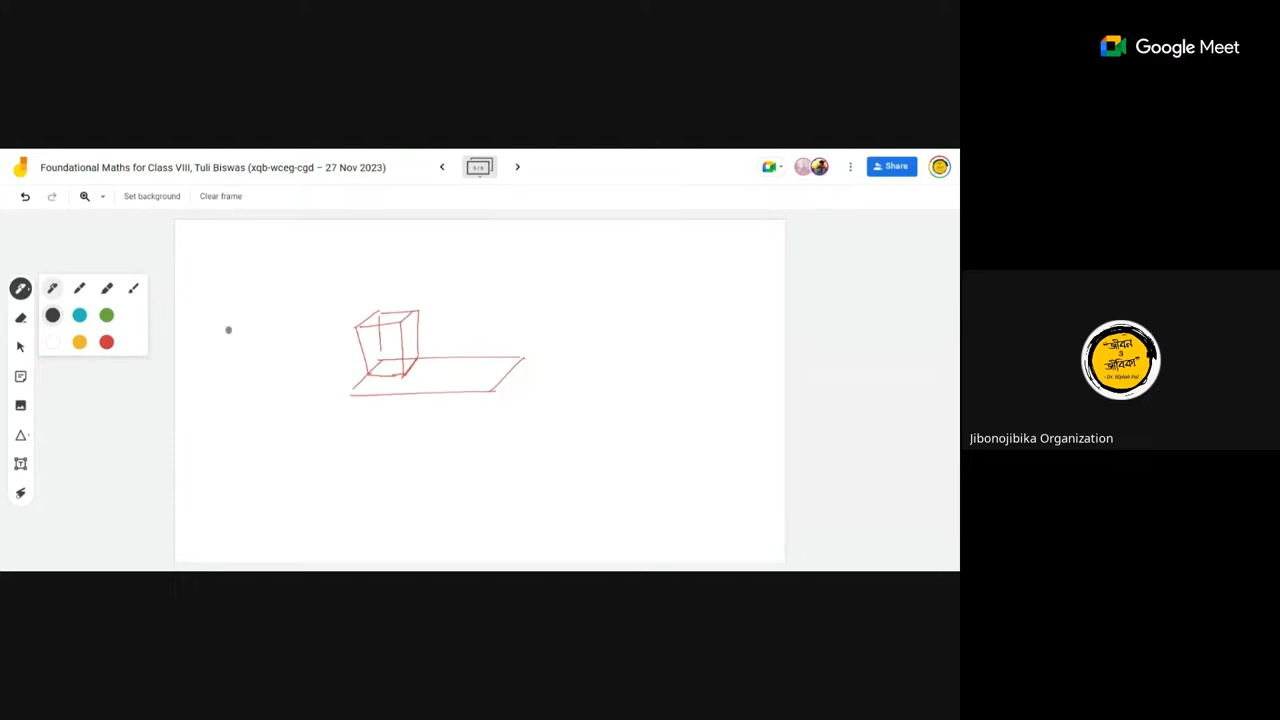 Google Meet
Foundational Maths for Class VIII, Tuli Biswas (xqb-wceg-cgd – 27 Nov 2023)
Share
Set background
Clear frame
"জীবন
ও
জীবিকা"
Jibonojibika Organization